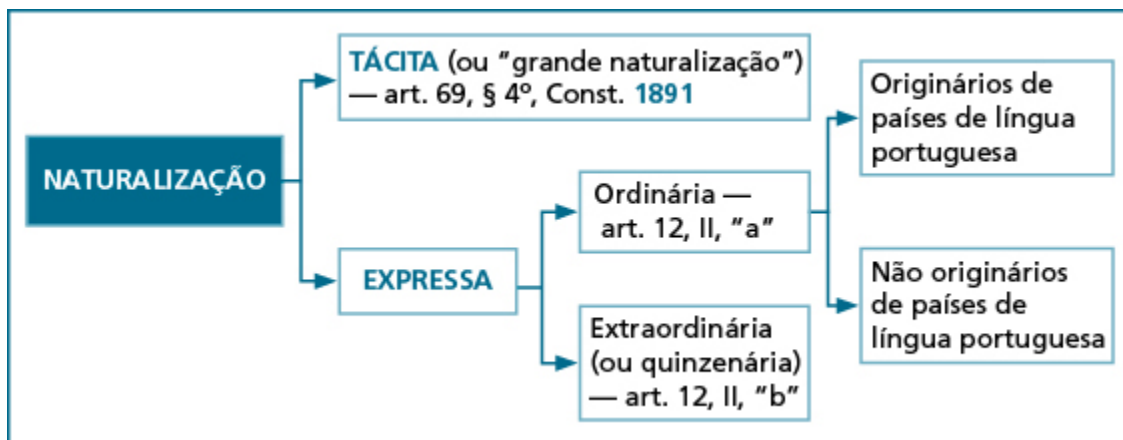 NATURALIZAÇÃO
TÁCITA (ou "grande naturalização")
— art. 69, § 4º, Const. 1891
EXPRESSA
Ordinária —
art. 12, II, "a"
Extraordinária
(ou quinzenária)
— art. 12, II, "b"
Originários de
países de língua
portuguesa
Não originários
de países de
língua portuguesa